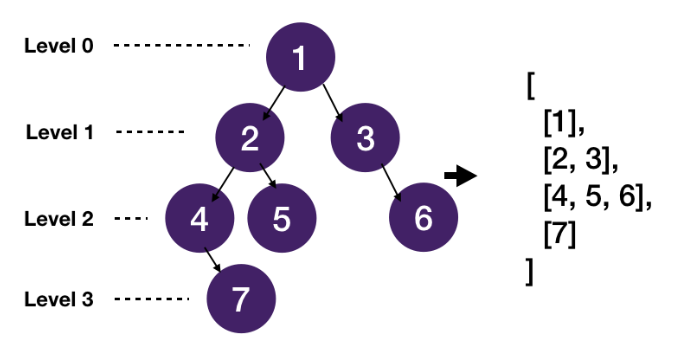 Level 0
1
[
[1],
Level 1
2
3
[2, 3],
[4, 5, 6],
Level 2
4
5
6
[7]
]
Level 3
7